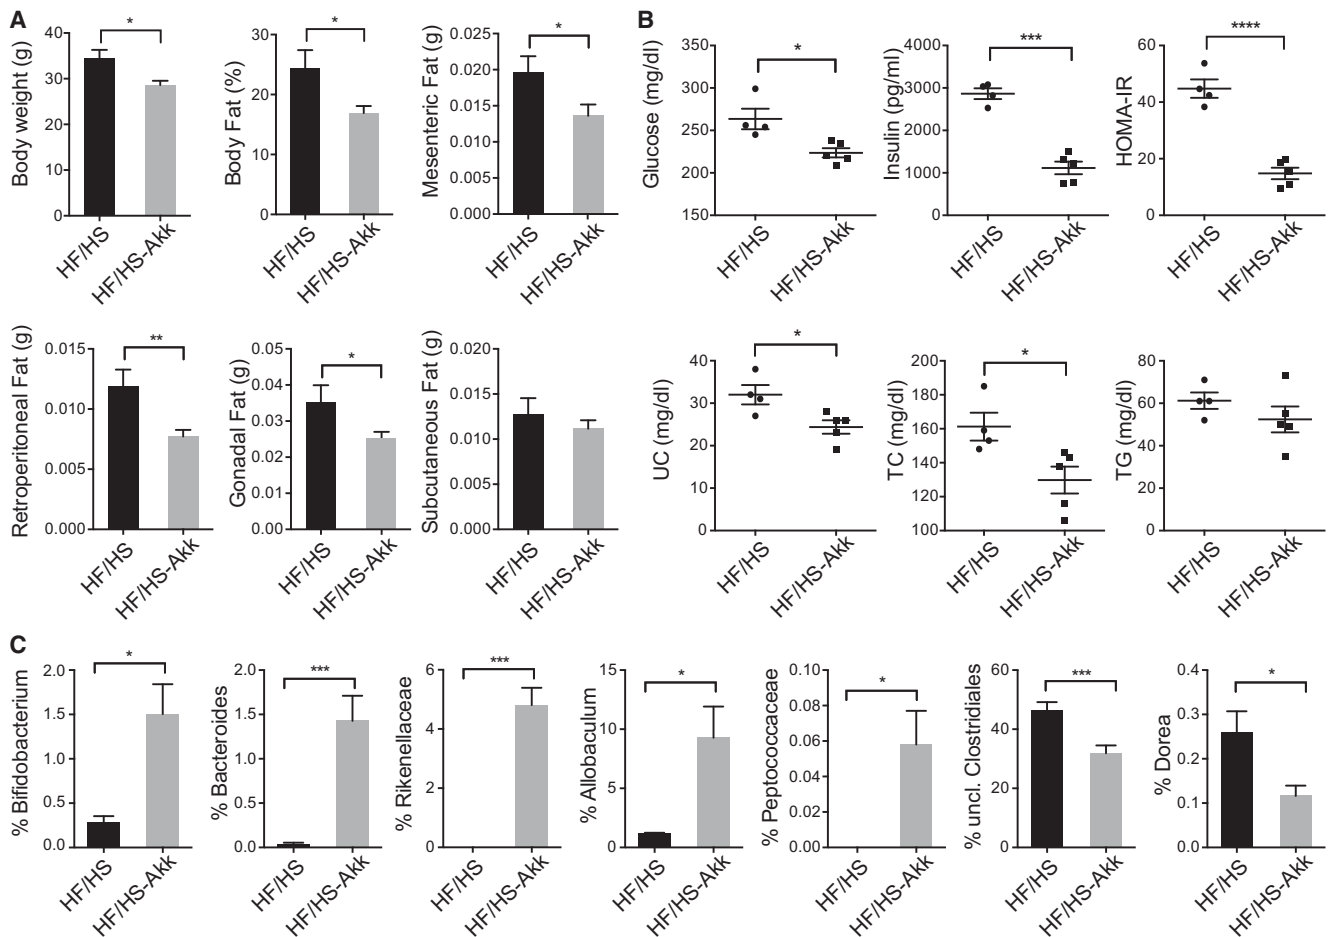 A
Body weight (g)
40
30
20
10
0
*
HF/HS
HF/HS-Akk
Body Fat (%)
30
20
10
0
*
HF/HS
HF/HS-Akk
Mesenteric Fat (g)
0.025
0.020
0.015
0.010
0.005
0.000
*
HF/HS
HF/HS-Akk
B
Glucose (mg/dl)
350
300
250
200
150
*
HF/HS
HF/HS-Akk
Insulin (pg/ml)
4000
3000
2000
1000
0
***
HF/HS
HF/HS-Akk
HOMA-IR
60
40
20
0
****
HF/HS
HF/HS-Akk
Retroperitoneal Fat (g)
0.015
0.010
0.005
0.000
**
HF/HS
HF/HS-Akk
Gonadal Fat (g)
0.05
0.04
0.03
0.02
0.01
0.00
*
HF/HS
HF/HS-Akk
Subcutaneous Fat (g)
0.020
0.015
0.010
0.005
0.000
HF/HS
HF/HS-Akk
UC (mg/dl)
40
30
20
10
0
*
HF/HS
HF/HS-Akk
TC (mg/dl)
200
180
160
140
120
100
*
HF/HS
HF/HS-Akk
TG (mg/dl)
80
60
40
20
0
HF/HS
HF/HS-Akk
C
% Bifidobacterium
2.0
1.5
1.0
0.5
0.0
*
HF/HS
HF/HS-Akk
% Bacteroides
2.0
1.5
1.0
0.5
0.0
***
HF/HS
HF/HS-Akk
% Rikenellaceae
6
4
2
0
***
HF/HS
HF/HS-Akk
% Allobaculum
15
10
5
0
*
HF/HS
HF/HS-Akk
% Peptococcaceae
0.10
0.08
0.06
0.04
0.02
0.00
*
HF/HS
HF/HS-Akk
% uncl. Clostridiales
60
40
20
0
***
HF/HS
HF/HS-Akk
% Dorea
0.4
0.3
0.2
0.1
0.0
*
HF/HS
HF/HS-Akk